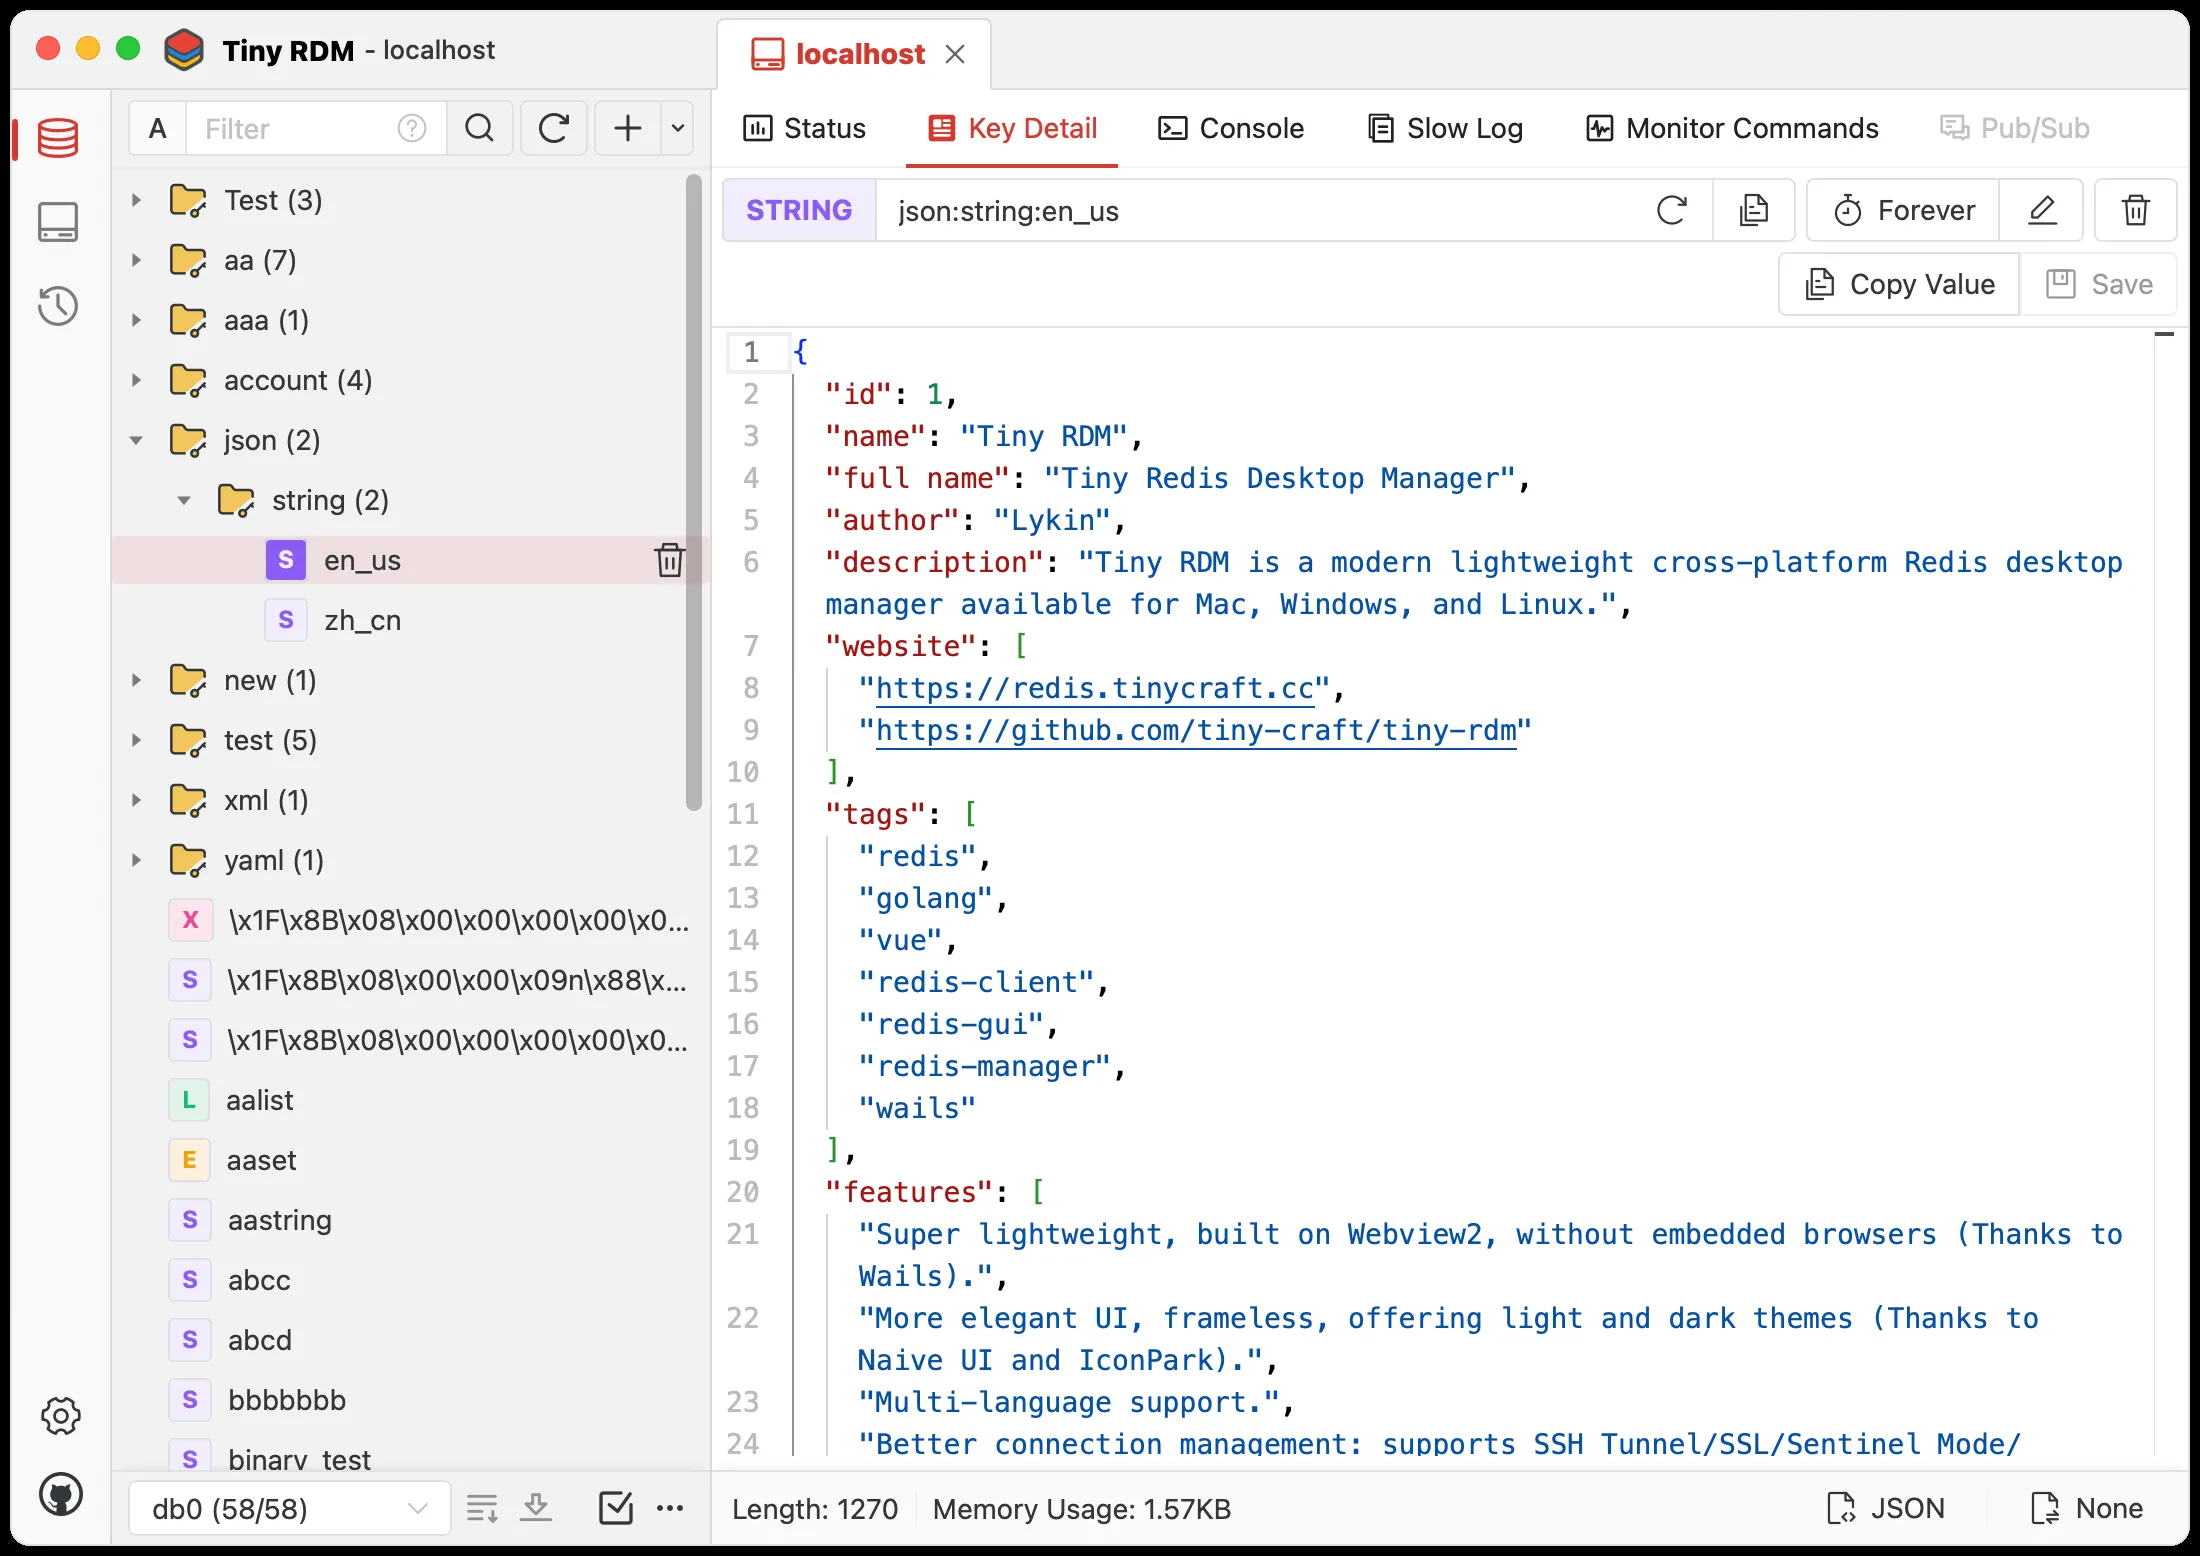 Tiny RDM - localhost
localhost
A Filter
Status
Key Detail
Console
Slow Log
Monitor Commands
Pub/Sub
STRING
json:string:en_us
Forever
Copy Value
Save
Test (3)
aa (7)
aaa (1)
account (4)
json (2)
string (2)
S en_us
S zh_cn
new (1)
test (5)
xml (1)
yaml (1)
X \x1F\x8B\x08\x00\x00\x00\x00\x0...
S \x1F\x8B\x08\x00\x00\x09n\x88\x...
S \x1F\x8B\x08\x00\x00\x00\x00\x0...
L aalist
E aaset
S aastring
S abcc
S abcd
S bbbbbbb
S binary_test
db0 (58/58)
1 {
2 "id": 1,
3 "name": "Tiny RDM",
4 "full name": "Tiny Redis Desktop Manager",
5 "author": "Lykin",
6 "description": "Tiny RDM is a modern lightweight cross-platform Redis desktop
manager available for Mac, Windows, and Linux.",
7 "website": [
8 "https://redis.tinycraft.cc",
9 "https://github.com/tiny-craft/tiny-rdm"
10 ],
11 "tags": [
12 "redis",
13 "golang",
14 "vue",
15 "redis-client",
16 "redis-gui",
17 "redis-manager",
18 "wails"
19 ],
20 "features": [
21 "Super lightweight, built on Webview2, without embedded browsers (Thanks to
Wails).",
22 "More elegant UI, frameless, offering light and dark themes (Thanks to
Naive UI and IconPark).",
23 "Multi-language support.",
24 "Better connection management: supports SSH Tunnel/SSL/Sentinel Mode/
Length: 1270
Memory Usage: 1.57KB
JSON
None